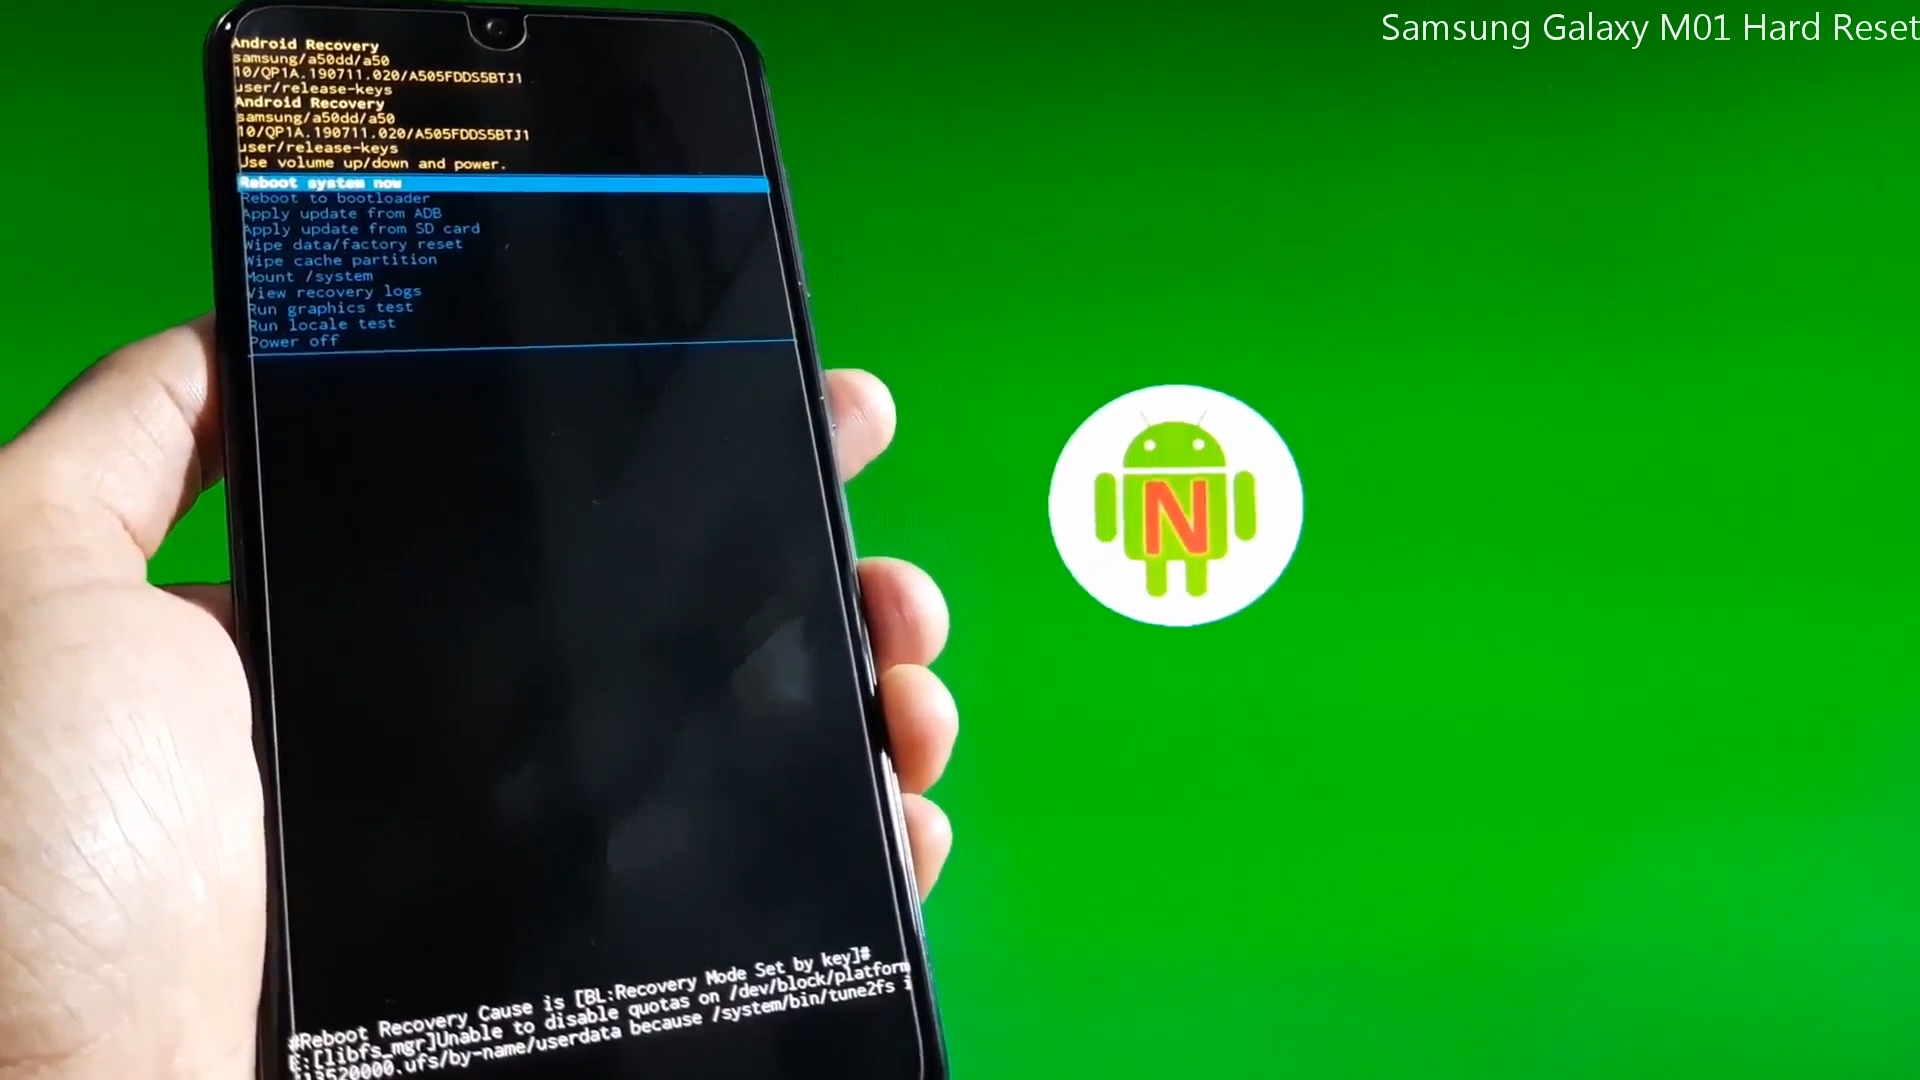 Samsung Galaxy M01 Hard Reset
Android Recovery
samsung/a50dd/a50
10/QP1A.190711.020/A505FDDS5BTJ1
user/release-keys
Android Recovery
samsung/a50dd/a50
10/QP1A.190711.020/A505FDDS5BTJ1
user/release-keys
Use volume up/down and power.
Reboot system now
Reboot to bootloader
Apply update from ADB
Apply update from SD card
Wipe data/factory reset
Wipe cache partition
Mount /system
View recovery logs
Run graphics test
Run locale test
Power off
N
#Reboot Recovery Cause is [BL:Recovery Mode Set by key]#
E:[libfs_mgr]Unable to disable quotas on /dev/block/platform
13520000.ufs/by-name/userdata because /system/bin/tune2fs i